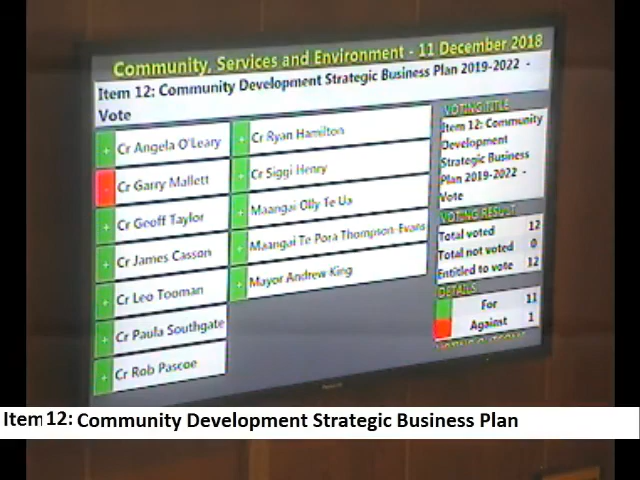 Community, Services and Environment - 11 December 2018
Item 12: Community Development Strategic Business Plan 2019-2022 -
Vote
+ Cr Angela O'Leary
- Cr Garry Mallett
+ Cr Geoff Taylor
+ Cr James Casson
+ Cr Leo Tooman
+ Cr Paula Southgate
+ Cr Rob Pascoe
+ Cr Ryan Hamilton
+ Cr Siggi Henry
+ Maangai Olly Te Ua
+ Maangai Te Pora Thompson-Evans
+ Mayor Andrew King
VOTING TITLE
Item 12: Community
Development
Strategic Business
Plan 2019-2022 -
Vote
VOTING RESULT
Total voted 12
Total not voted 0
Entitled to vote 12
DETAILS
For 11
Against 1
VOTING OUTCOME
Item 12: Community Development Strategic Business Plan